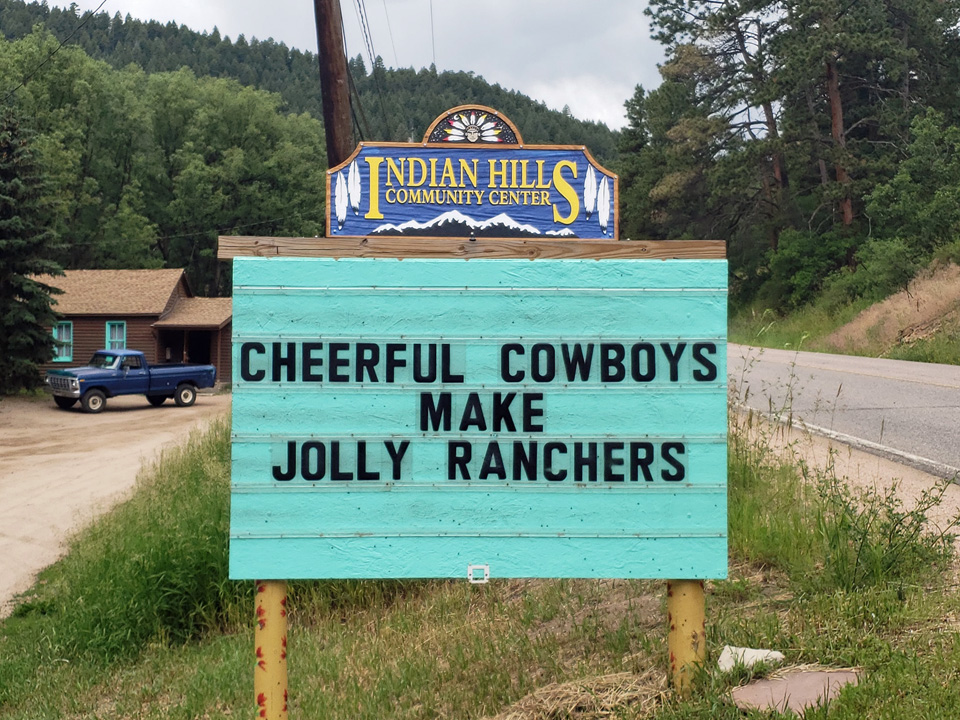 INDIAN HILLS
COMMUNITY CENTER
CHEERFUL COWBOYS
MAKE
JOLLY RANCHERS